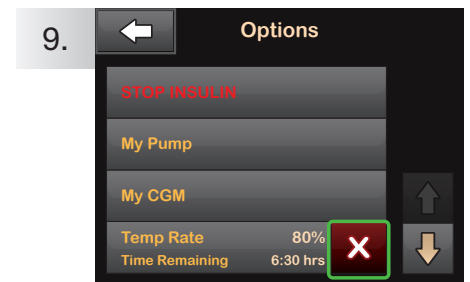 9.
Options
STOP INSULIN
My Pump
My CGM
Temp Rate 80%
Time Remaining 6:30 hrs
X